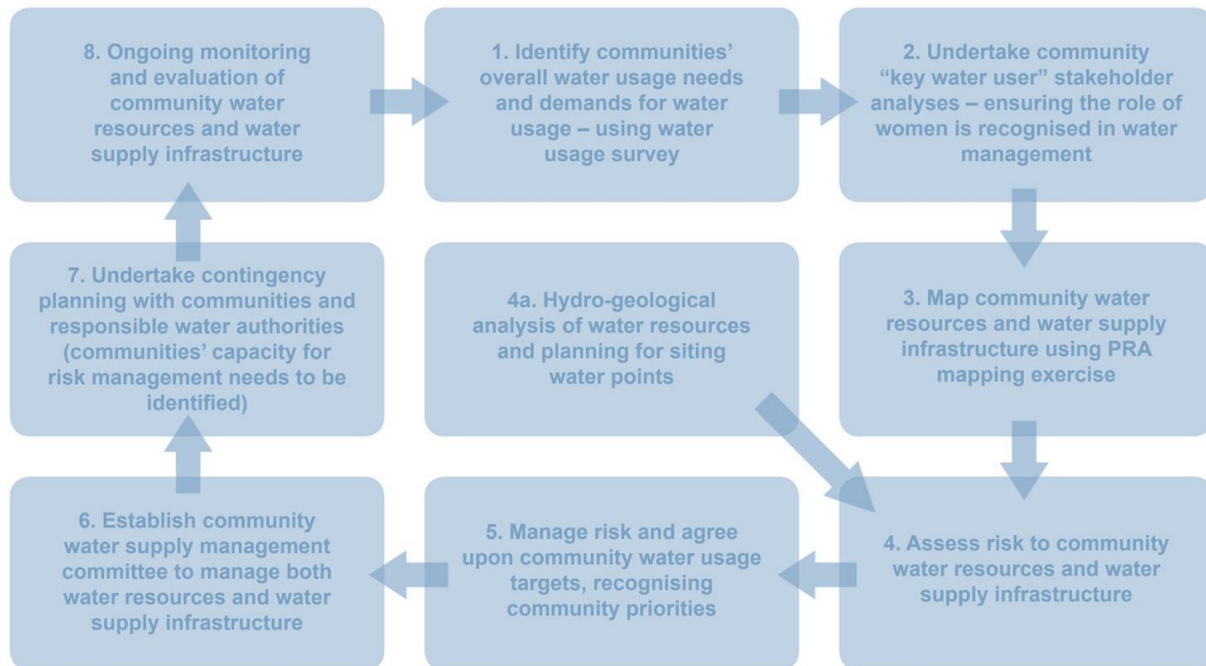 8. Ongoing monitoring
and evaluation of
community water
resources and water
supply infrastructure
1. Identify communities’
overall water usage needs
and demands for water
usage – using water
usage survey
2. Undertake community
“key water user” stakeholder
analyses – ensuring the role of
women is recognised in water
management
7. Undertake contingency
planning with communities and
responsible water authorities
(communities’ capacity for
risk management needs to be
identified)
4a. Hydro-geological
analysis of water resources
and planning for siting
water points
3. Map community water
resources and water supply
infrastructure using PRA
mapping exercise
6. Establish community
water supply management
committee to manage both
water resources and water
supply infrastructure
5. Manage risk and agree
upon community water usage
targets, recognising
community priorities
4. Assess risk to community
water resources and water
supply infrastructure